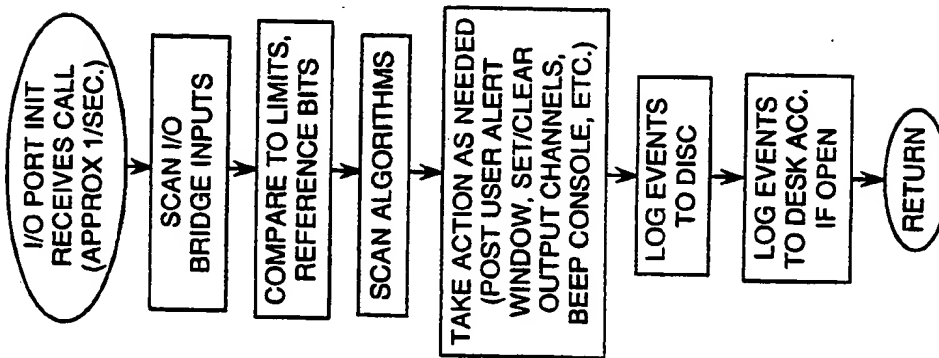 I/O PORT INIT
RECEIVES CALL
(APPROX 1/SEC.)
SCAN I/O
BRIDGE INPUTS
COMPARE TO LIMITS,
REFERENCE BITS
SCAN ALGORITHMS
TAKE ACTION AS NEEDED
(POST USER ALERT
WINDOW, SET/CLEAR
OUTPUT CHANNELS,
BEEP CONSOLE, ETC.)
LOG EVENTS
TO DISC
LOG EVENTS
TO DESK ACC.
IF OPEN
RETURN